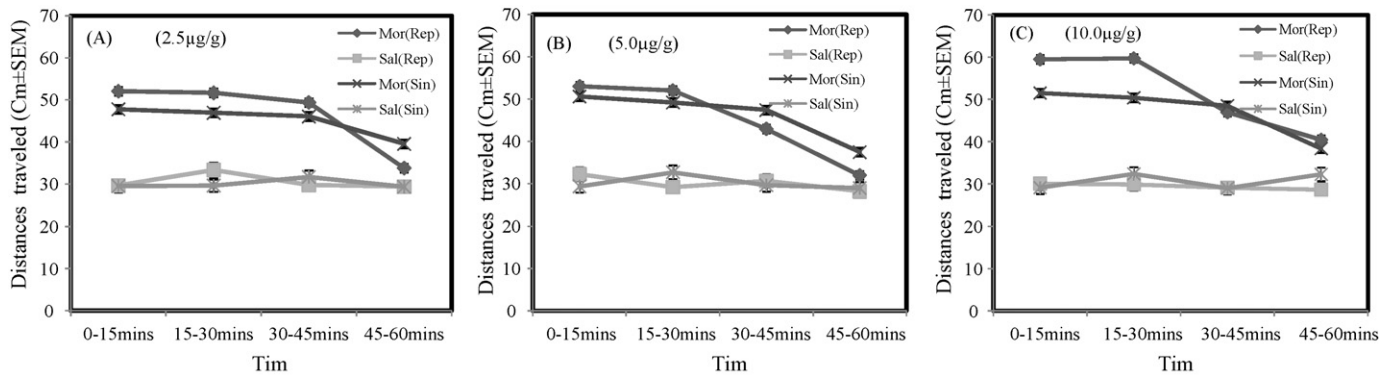 Distances traveled (Cm±SEM)
70
60
50
40
30
20
10
0
(A) (2.5µg/g)
Mor(Rep)
Sal(Rep)
Mor(Sin)
Sal(Sin)
0-15mins 15-30mins 30-45mins 45-60mins
Tim
Distances traveled (Cm±SEM)
70
60
50
40
30
20
10
0
(B) (5.0µg/g)
Mor(Rep)
Sal(Rep)
Mor(Sin)
Sal(Sin)
0-15mins 15-30mins 30-45mins 45-60mins
Tim
Distances traveled (Cm±SEM)
70
60
50
40
30
20
10
0
(C) (10.0µg/g)
Mor(Rep)
Sal(Rep)
Mor(Sin)
Sal(Sin)
0-15mins 15-30mins 30-45mins 45-60mins
Tim